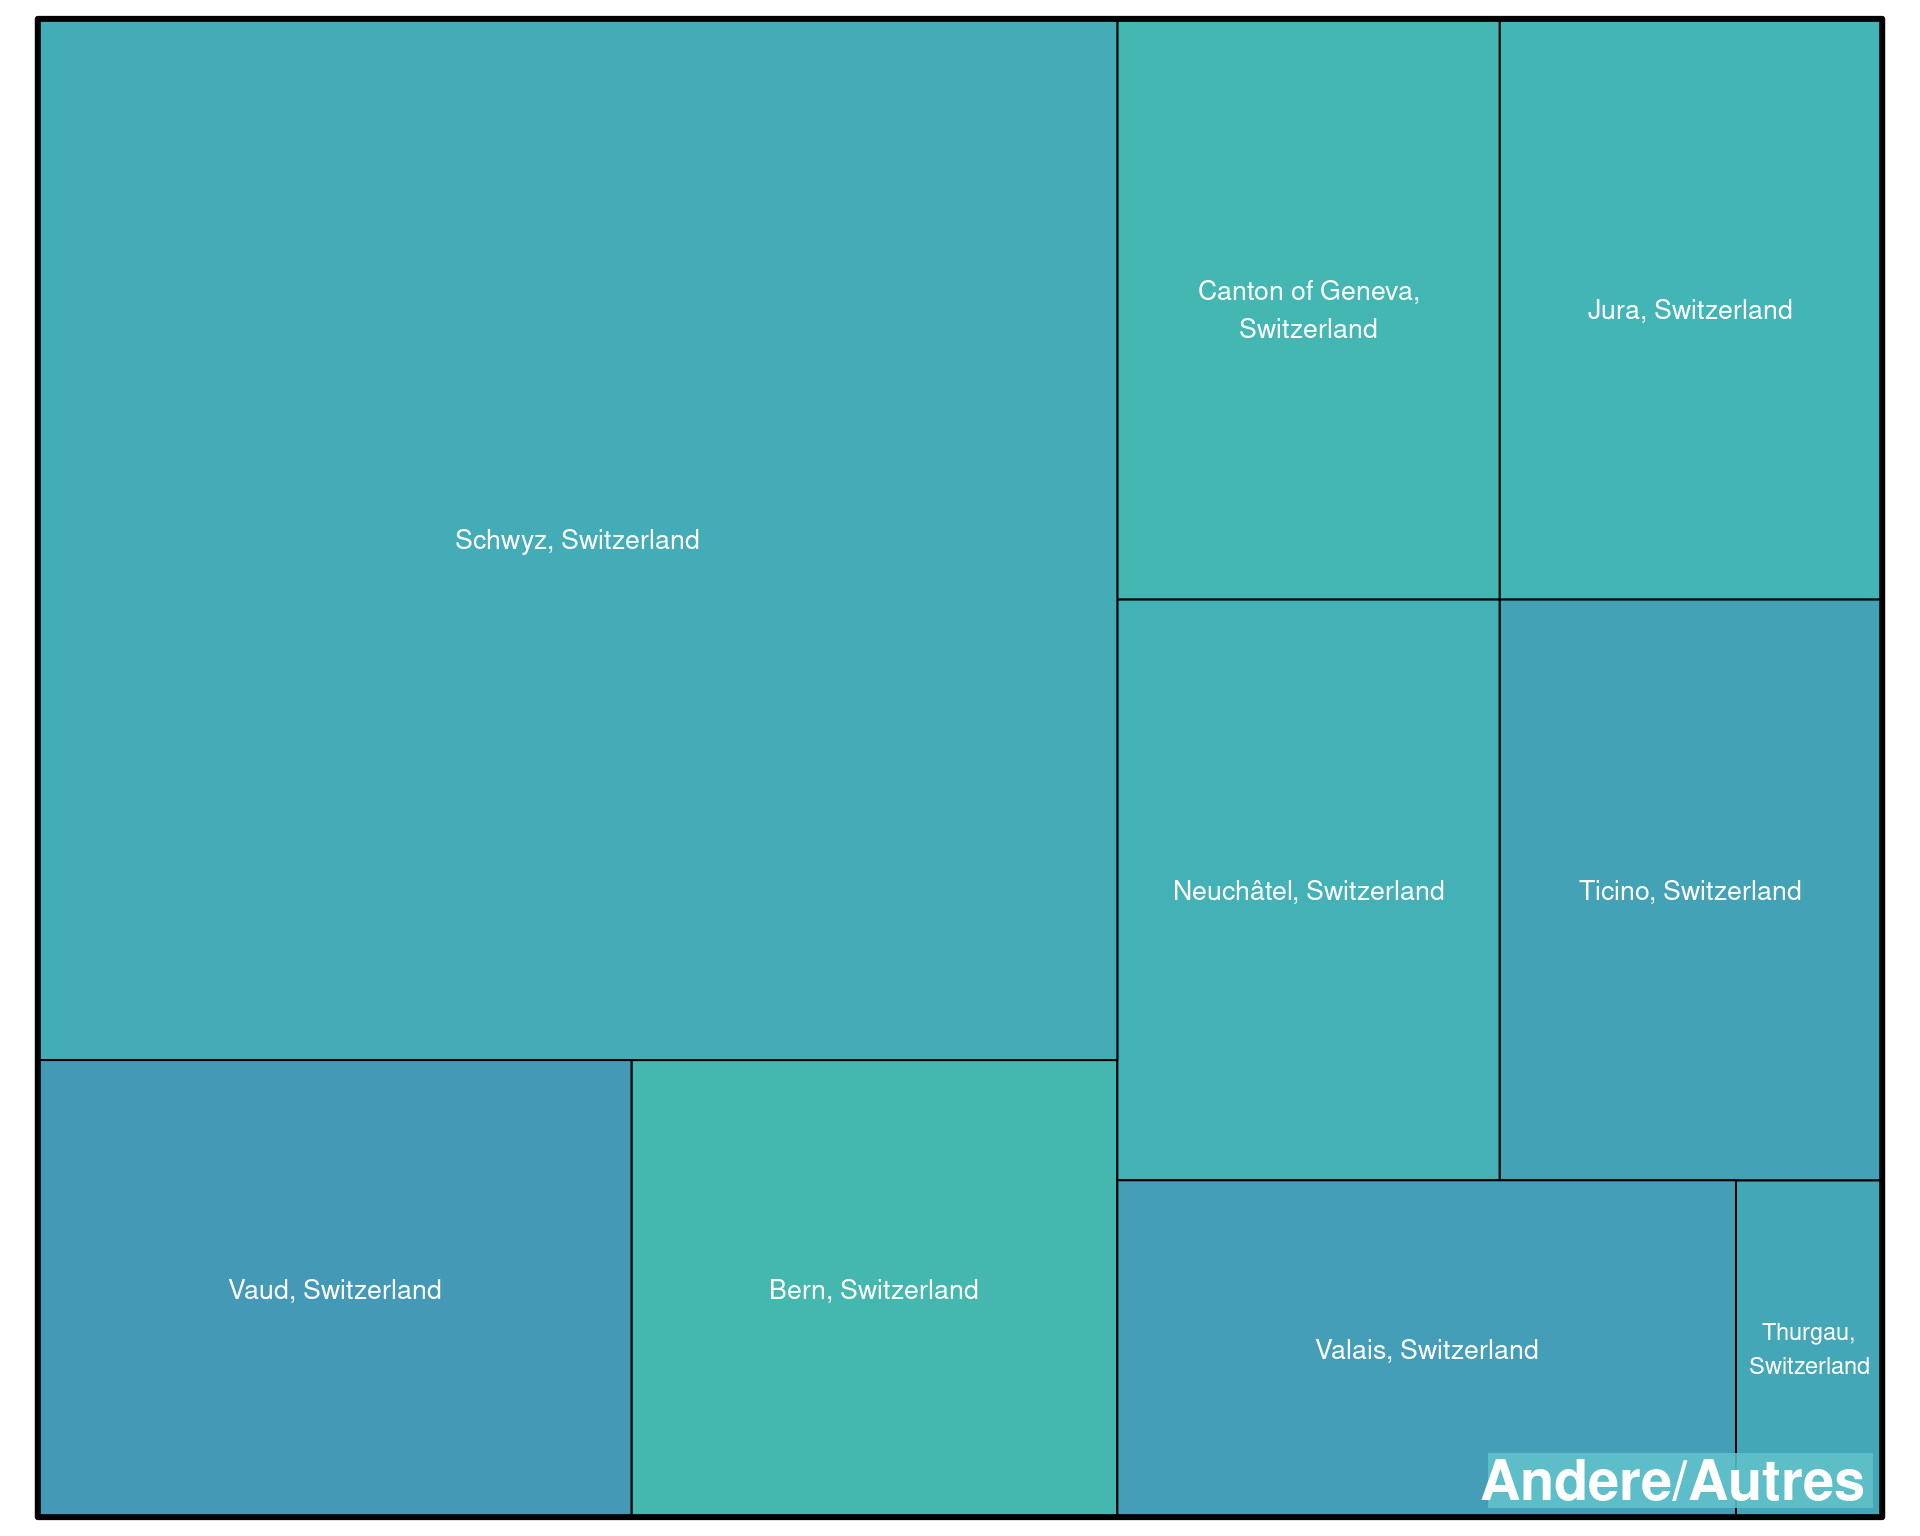 Canton of Geneva,
Switzerland
Jura, Switzerland
Schwyz, Switzerland
Neuchâtel, Switzerland
Ticino, Switzerland
Vaud, Switzerland
Bern, Switzerland
Valais, Switzerland
Thurgau,
Switzerland
Andere/Autres